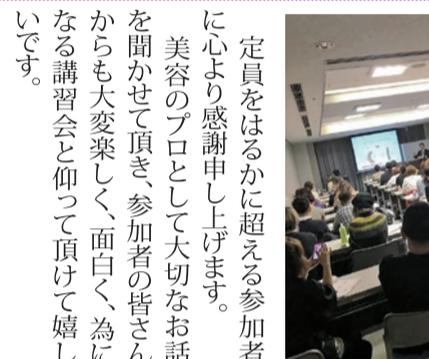 定員をはるかに超える参加者
に心より感謝申し上げます。
美容のプロとして大切なお話
を聞かせて頂き、参加者の皆さん
からも大変楽しく、面白く、為に
なる講習会と仰って頂けて嬉し
いです。